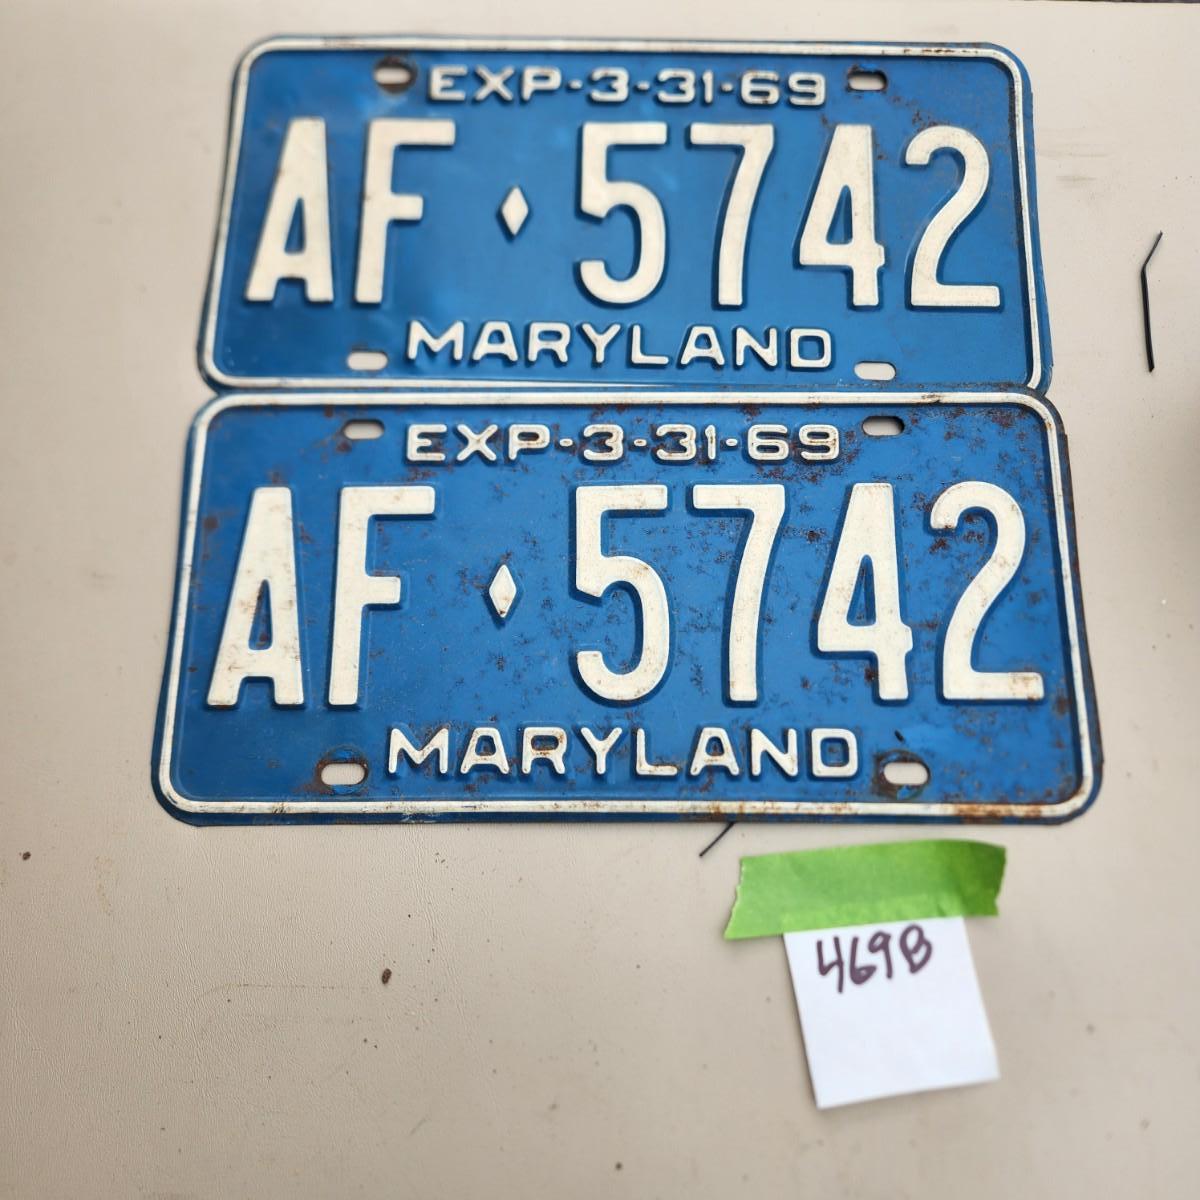 EXP-3-31-69
AF ♦ 5742
MARYLAND
EXP-3-31-69
AF ♦ 5742
MARYLAND
469B